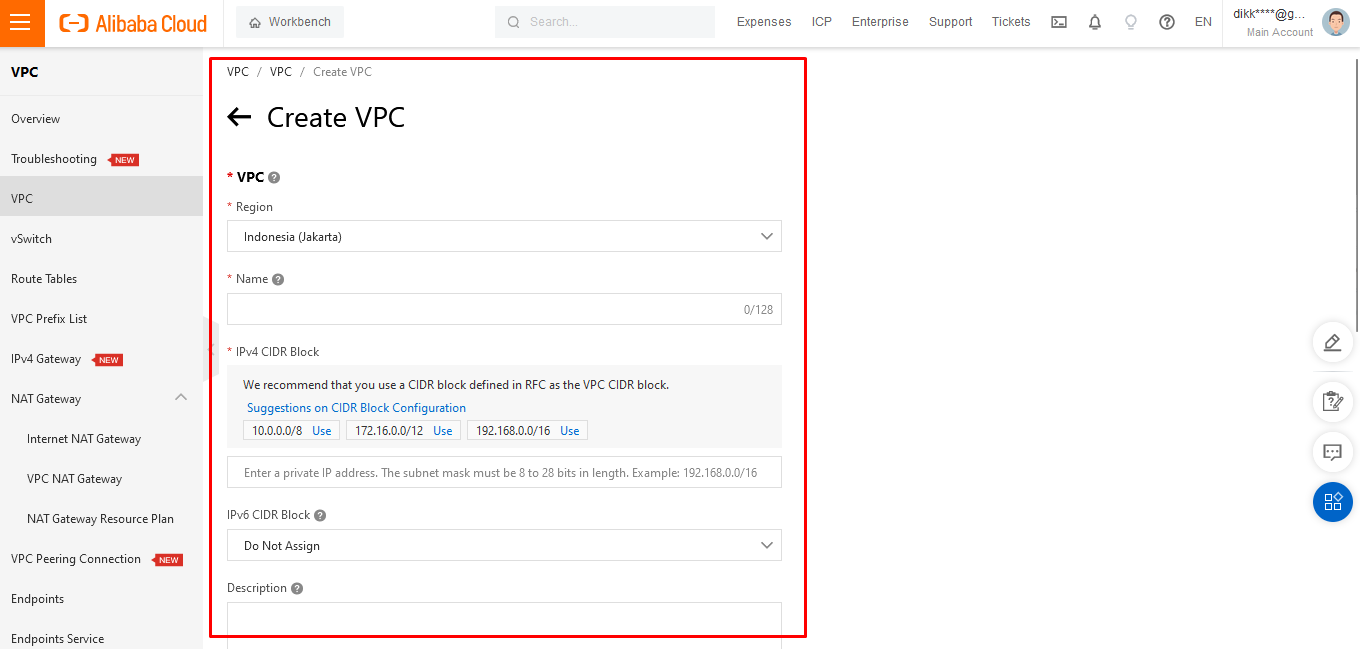 Alibaba Cloud
Workbench
Search...
Expenses
ICP
Enterprise
Support
Tickets
EN
dikk****@g...
Main Account
VPC
Overview
Troubleshooting NEW
VPC
vSwitch
Route Tables
VPC Prefix List
IPv4 Gateway NEW
NAT Gateway
Internet NAT Gateway
VPC NAT Gateway
NAT Gateway Resource Plan
VPC Peering Connection NEW
Endpoints
Endpoints Service
VPC / VPC / Create VPC
Create VPC
* VPC
* Region
Indonesia (Jakarta)
* Name
0/128
* IPv4 CIDR Block
We recommend that you use a CIDR block defined in RFC as the VPC CIDR block.
Suggestions on CIDR Block Configuration
10.0.0.0/8 Use 172.16.0.0/12 Use 192.168.0.0/16 Use
Enter a private IP address. The subnet mask must be 8 to 28 bits in length. Example: 192.168.0.0/16
IPv6 CIDR Block
Do Not Assign
Description